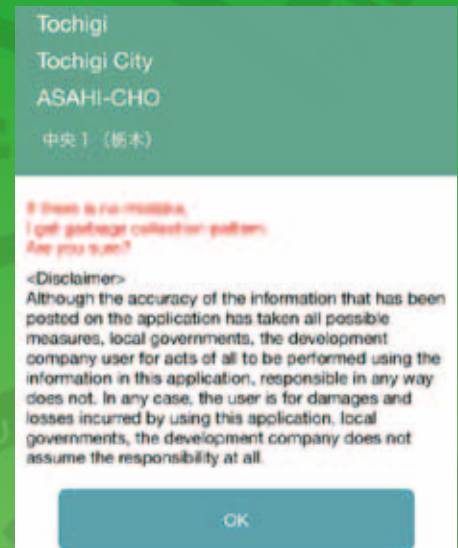 Tochigi
Tochigi City
ASAHI-CHO
中央1 (栃木)
If there is no mistake,
I get garbage collection pattern.
Are you sure?
<Disclaimer>
Although the accuracy of the information that has been
posted on the application has taken all possible
measures, local governments, the development
company user for acts of all to be performed using the
information in this application, responsible in any way
does not. In any case, the user is for damages and
losses incurred by using this application, local
governments, the development company does not
assume the responsibility at all.
OK